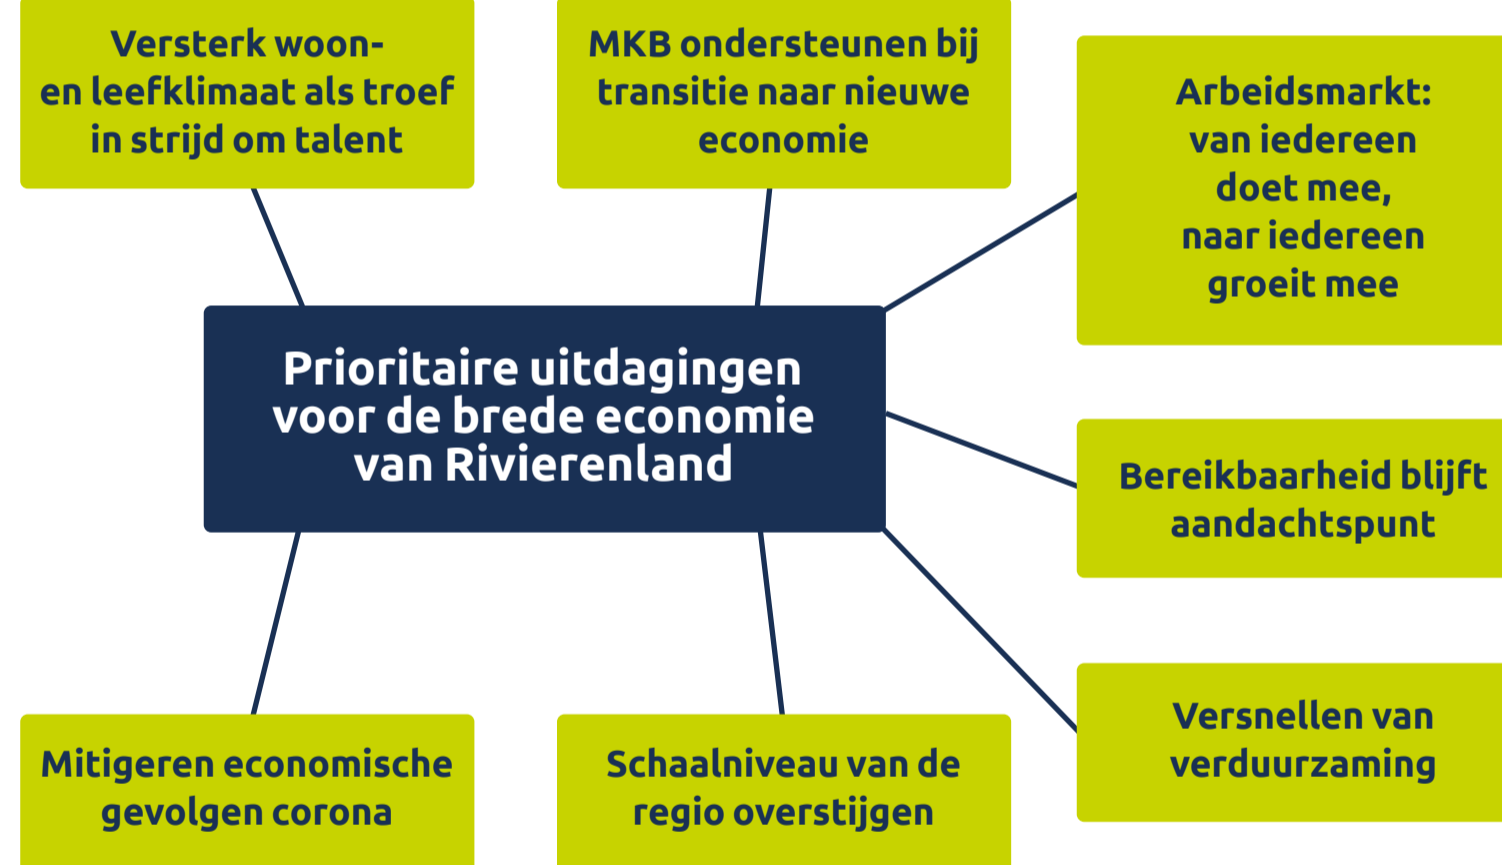 Versterk woon-
en leefklimaat als troef
in strijd om talent
MKB ondersteunen bij
transitie naar nieuwe
economie
Arbeidsmarkt:
van iedereen
doet mee,
naar iedereen
groeit mee
Prioritaire uitdagingen
voor de brede economie
van Rivierenland
Bereikbaarheid blijft
aandachtspunt
Versnellen van
verduurzaming
Mitigeren economische
gevolgen corona
Schaalniveau van de
regio overstijgen